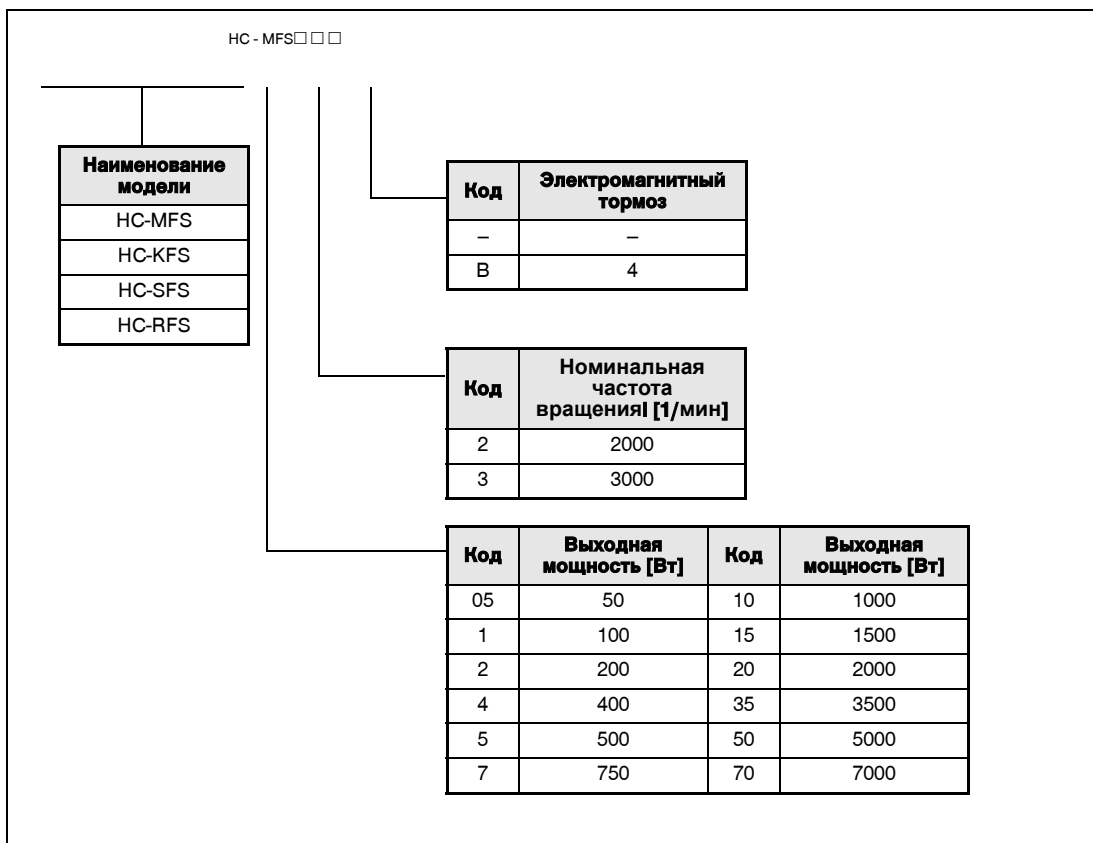 HC - MFS□ □ □
Наименование
модели
HC-MFS
HC-KFS
HC-SFS
HC-RFS
Код Электромагнитный
тормоз
– –
B 4
Код Номинальная
частота
вращенияl [1/мин]
2 2000
3 3000
Код Выходная
мощность [Вт] Код Выходная
мощность [Вт]
05 50 10 1000
1 100 15 1500
2 200 20 2000
4 400 35 3500
5 500 50 5000
7 750 70 7000